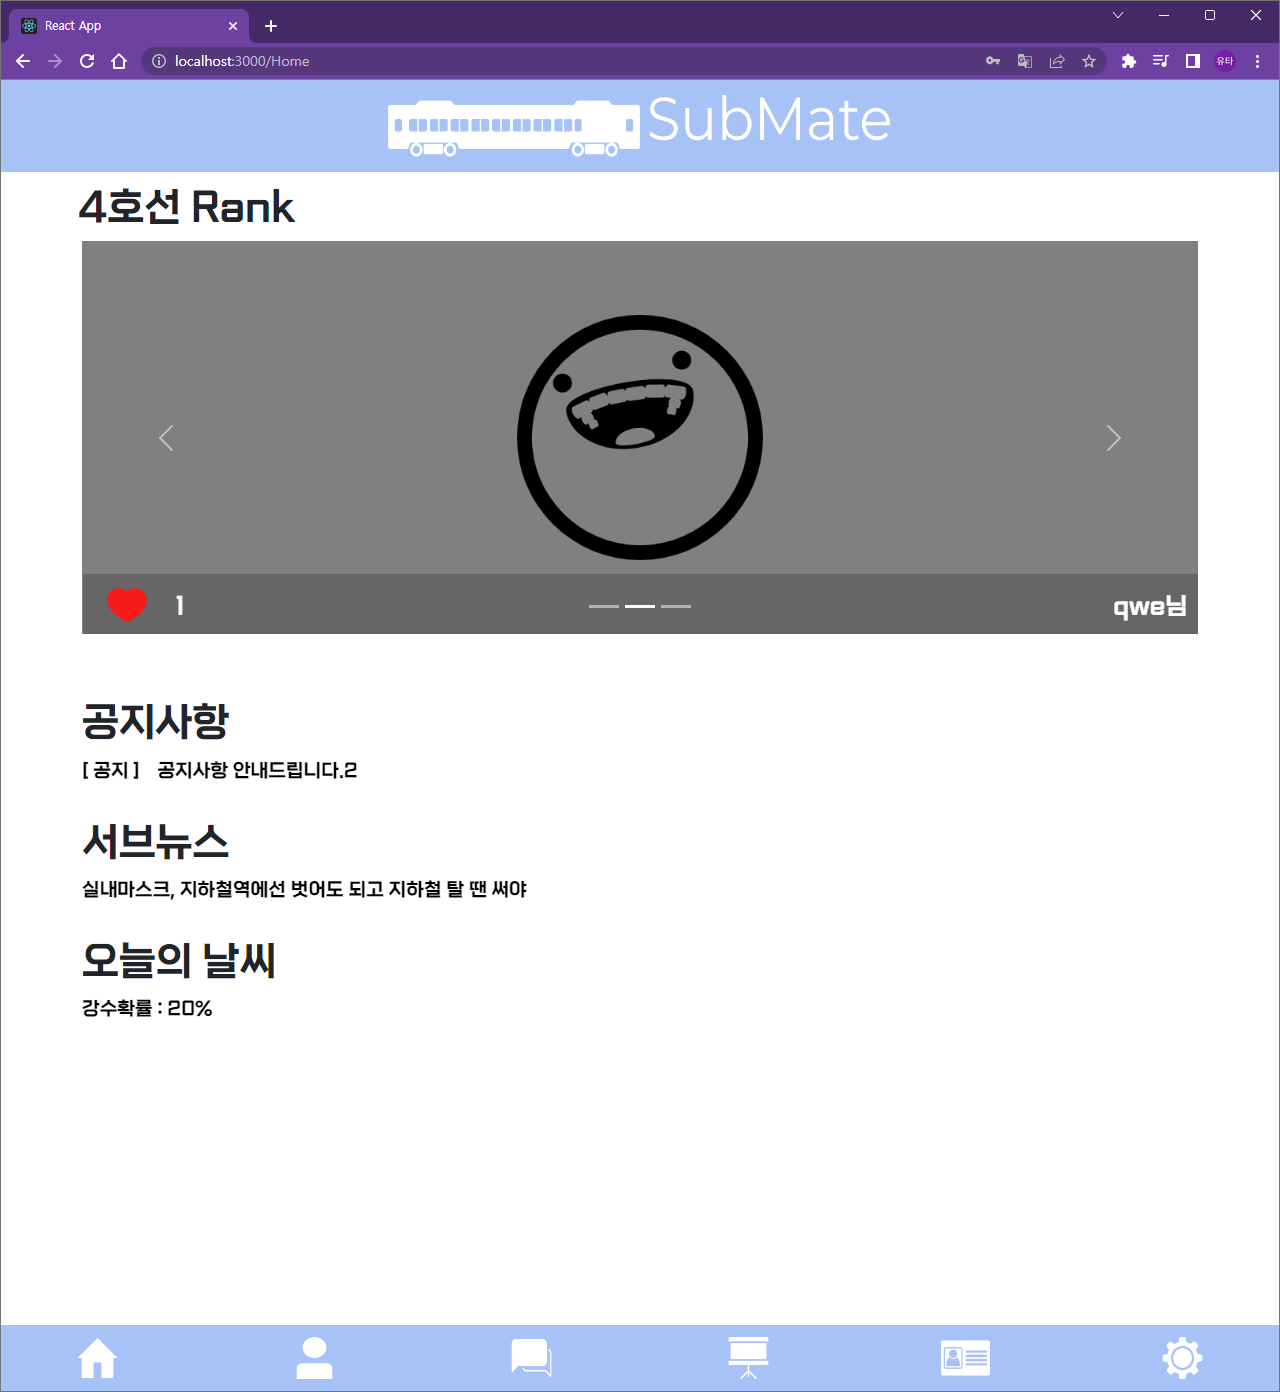 React App
localhost:3000/Home
유타
SubMate
4호선 Rank
1
qwe님
공지사항
[ 공지 ] 공지사항 안내드립니다.2
서브뉴스
실내마스크, 지하철역에선 벗어도 되고 지하철 탈 땐 써야
오늘의 날씨
강수확률 : 20%